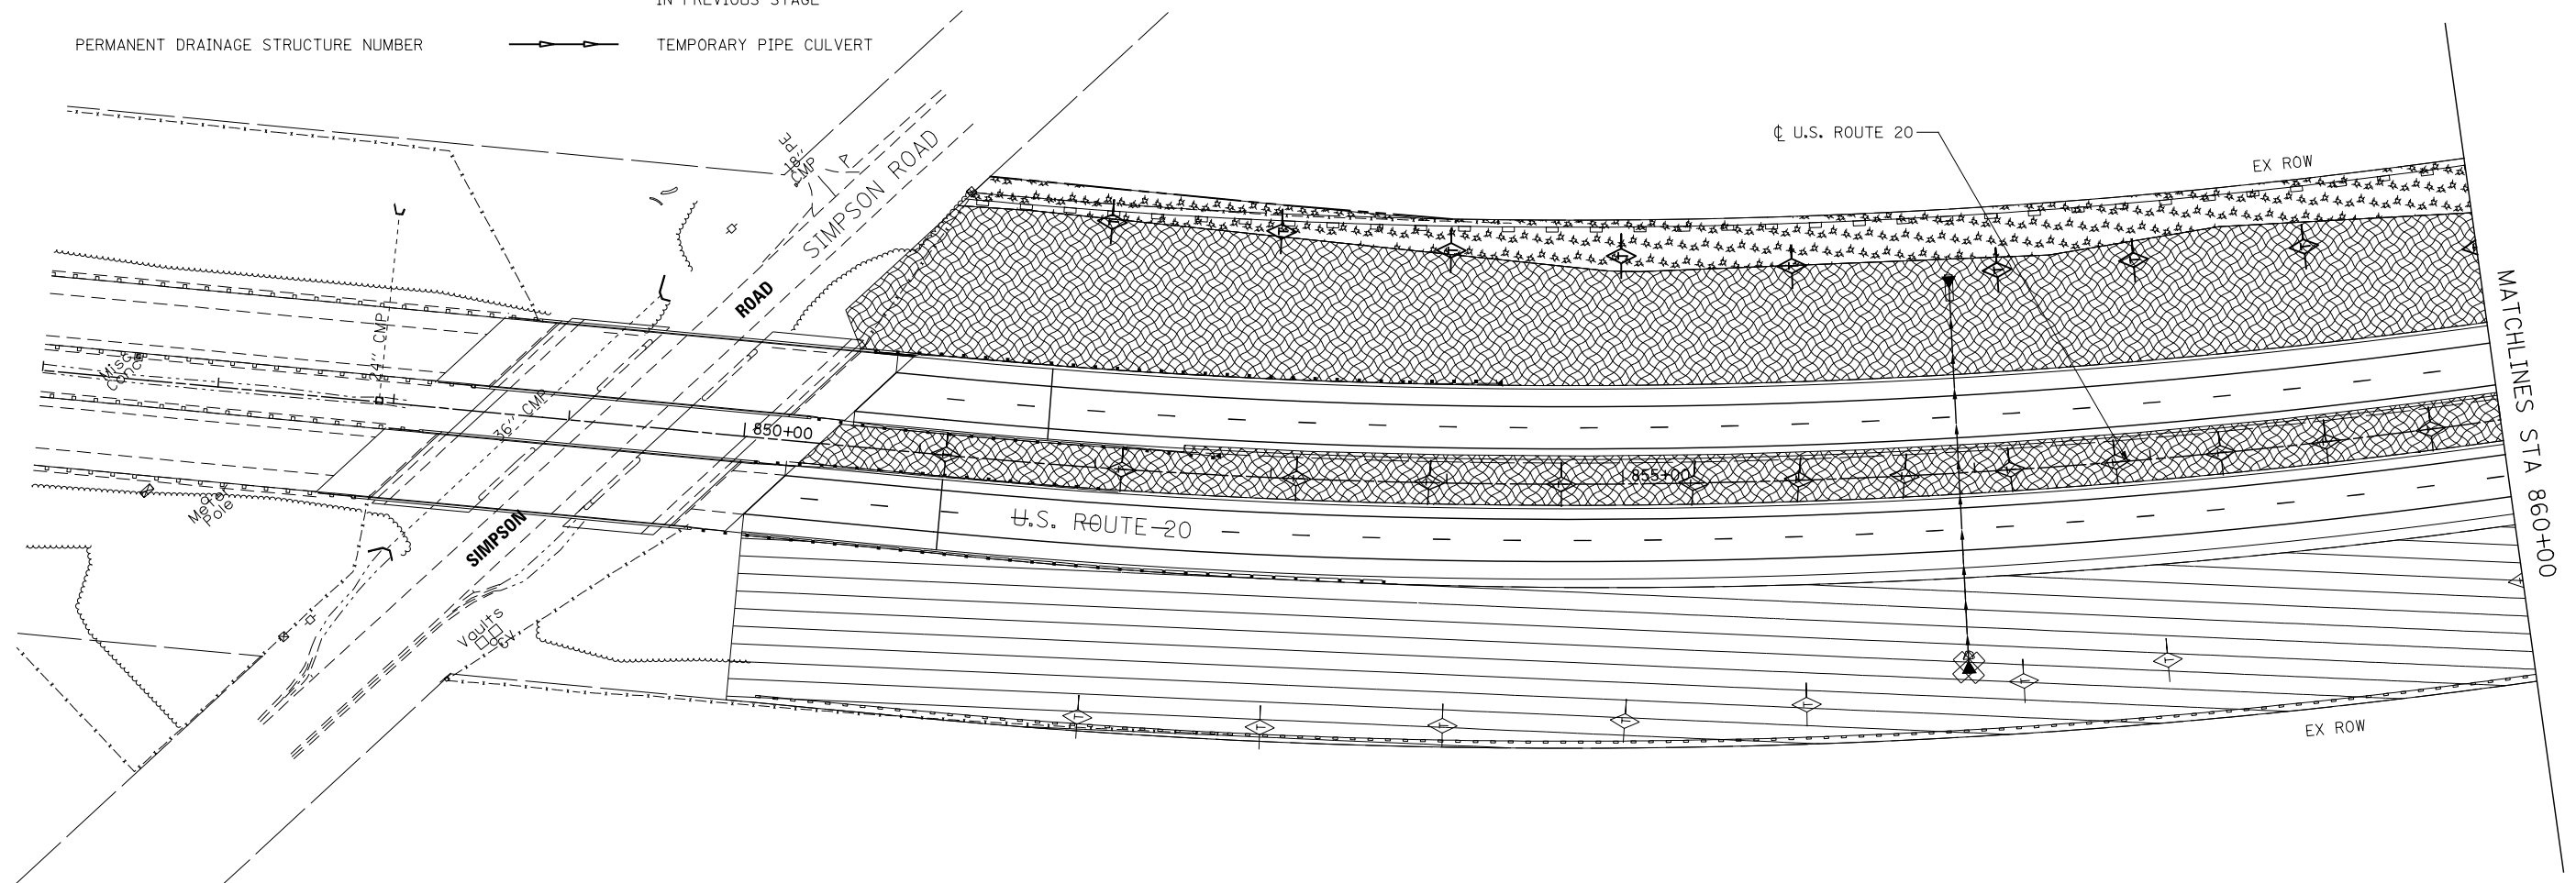 IN PREVIOUS STAGE
PERMANENT DRAINAGE STRUCTURE NUMBER
TEMPORARY PIPE CULVERT
℄ U.S. ROUTE 20
EX ROW
18"
CMP
SIMPSON ROAD
ROAD
24" CMP
Misc
Conc
36" CMP
850+00
855+00
MATCHLINES STA 860+00
Metal
Pole
SIMPSON
U.S. ROUTE 20
Vaults
GV
EX ROW